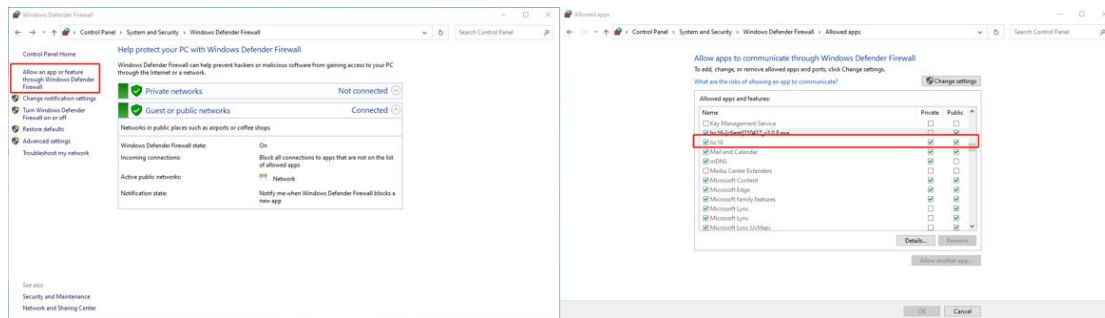 Windows Defender Firewall
Control Panel > System and Security > Windows Defender Firewall
Search Control Panel
Control Panel Home
Allow an app or feature
through Windows Defender
Firewall
Change notification settings
Turn Windows Defender
Firewall on or off
Restore defaults
Advanced settings
Troubleshoot my network
See also
Security and Maintenance
Network and Sharing Center
Help protect your PC with Windows Defender Firewall
Windows Defender Firewall can help prevent hackers or malicious software from gaining access to your PC
through the Internet or a network.
Private networks Not connected
Guest or public networks Connected
Networks in public places such as airports or coffee shops
Windows Defender Firewall state: On
Incoming connections: Block all connections to apps that are not on the list
of allowed apps
Active public networks: Network
Notification state: Notify me when Windows Defender Firewall blocks a
new app
Allowed apps
Control Panel > System and Security > Windows Defender Firewall > Allowed apps
Search Control Panel
Allow apps to communicate through Windows Defender Firewall
To add, change, or remove allowed apps and ports, click Change settings.
What are the risks of allowing an app to communicate?
Change settings
Allowed apps and features:
Name Private Public
Key Management Service
Mail and Calendar
mDNS
Media Center Extenders
Microsoft Content
Microsoft Edge
Microsoft family features
Microsoft Lync
Microsoft Lync
Microsoft Lync UcMapi
Details... Remove
Allow another app...
OK Cancel